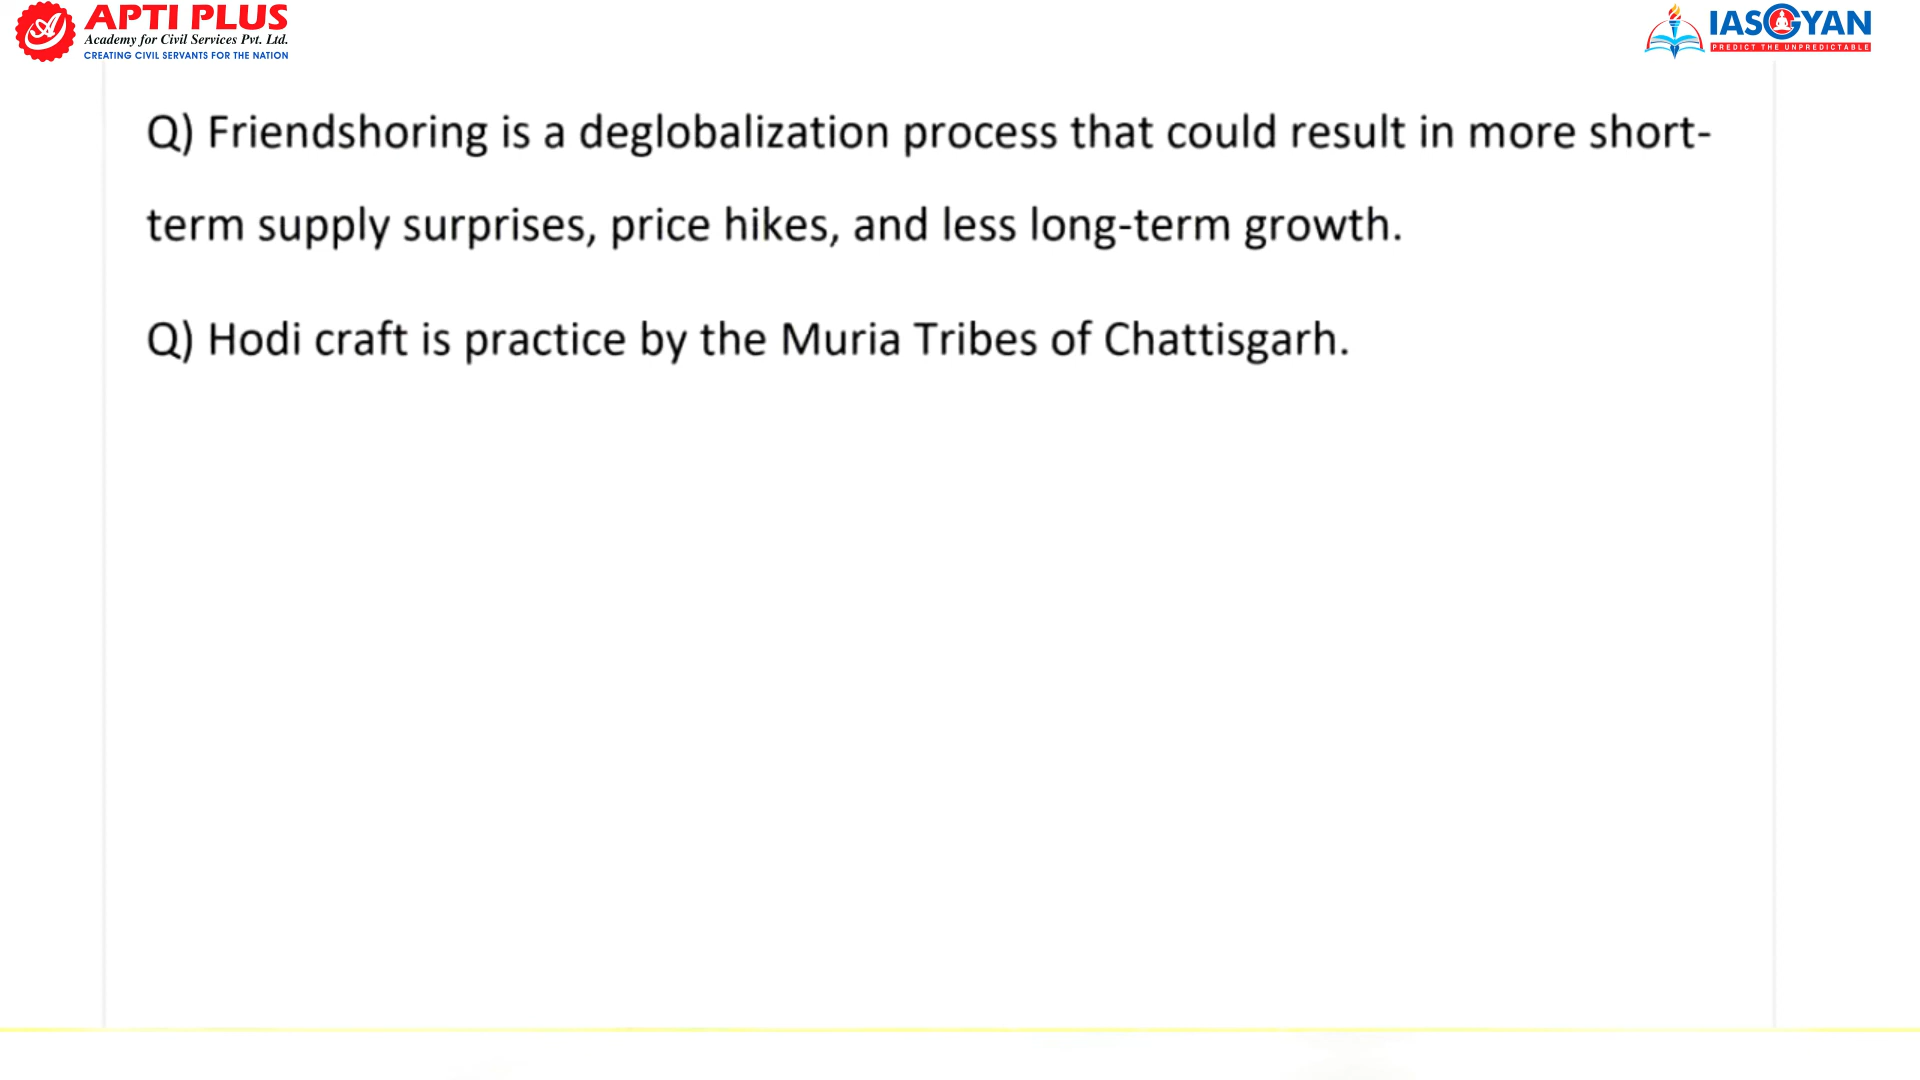 APTI PLUS
Academy for Civil Services Pvt. Ltd.
CREATING CIVIL SERVANTS FOR THE NATION
IASGYAN
PREDICT THE UNPREDICTABLE
Q) Friendshoring is a deglobalization process that could result in more short-
term supply surprises, price hikes, and less long-term growth.
Q) Hodi craft is practice by the Muria Tribes of Chattisgarh.